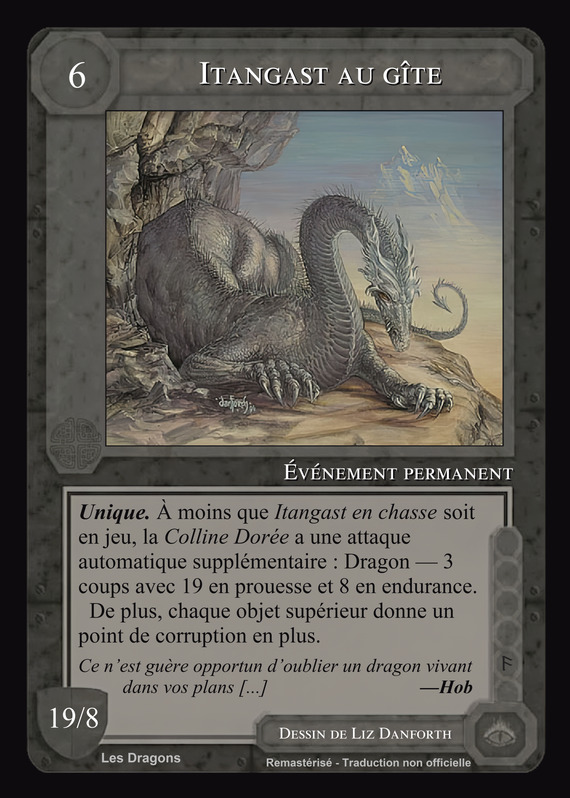 6
Itangast au gîte
danforth
Événement permanent
Unique. À moins que Itangast en chasse soit
en jeu, la Colline Dorée a une attaque
automatique supplémentaire : Dragon — 3
coups avec 19 en prouesse et 8 en endurance.
De plus, chaque objet supérieur donne un
point de corruption en plus.
Ce n'est guère opportun d'oublier un dragon vivant
dans vos plans [...] —Hob
19/8
Dessin de Liz Danforth
Les Dragons
Remastérisé - Traduction non officielle